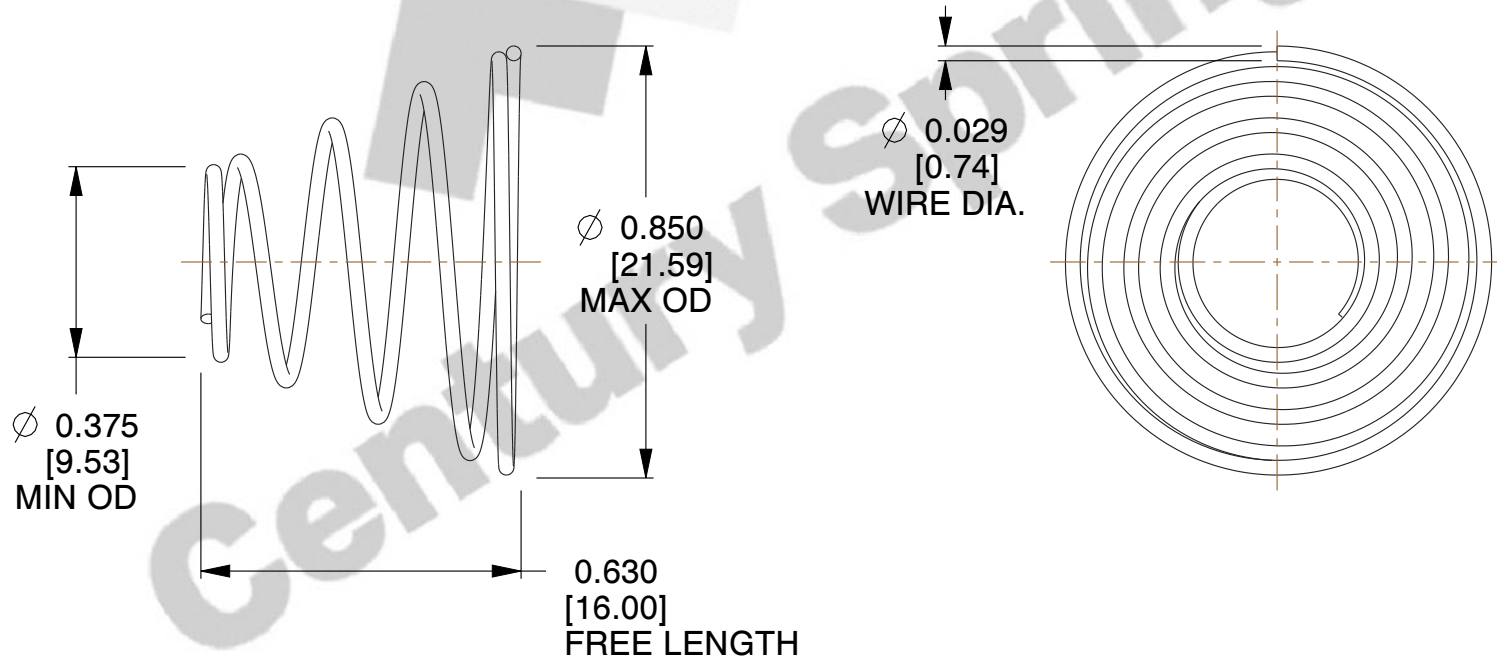 Ø 0.375
[9.53]
MIN OD
Ø 0.850
[21.59]
MAX OD
0.630
[16.00]
FREE LENGTH
Ø 0.029
[0.74]
WIRE DIA.
Century Spring